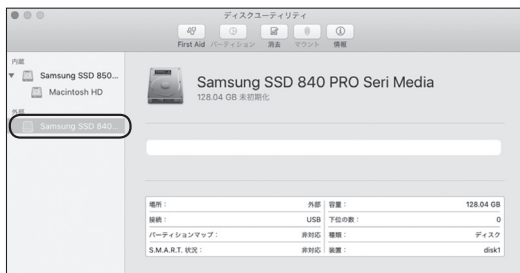 ディスクユーティリティ
First Aid パーティション 消去 マウント 情報
内蔵
Samsung SSD 850...
Macintosh HD
外部
Samsung SSD 840...
Samsung SSD 840 PRO Seri Media
128.04 GB 未初期化
場所： 外部 容量： 128.04 GB
接続： USB 下位の数： 0
パーティションマップ： 非対応 種類： ディスク
S.M.A.R.T. 状況： 非対応 装置： disk1